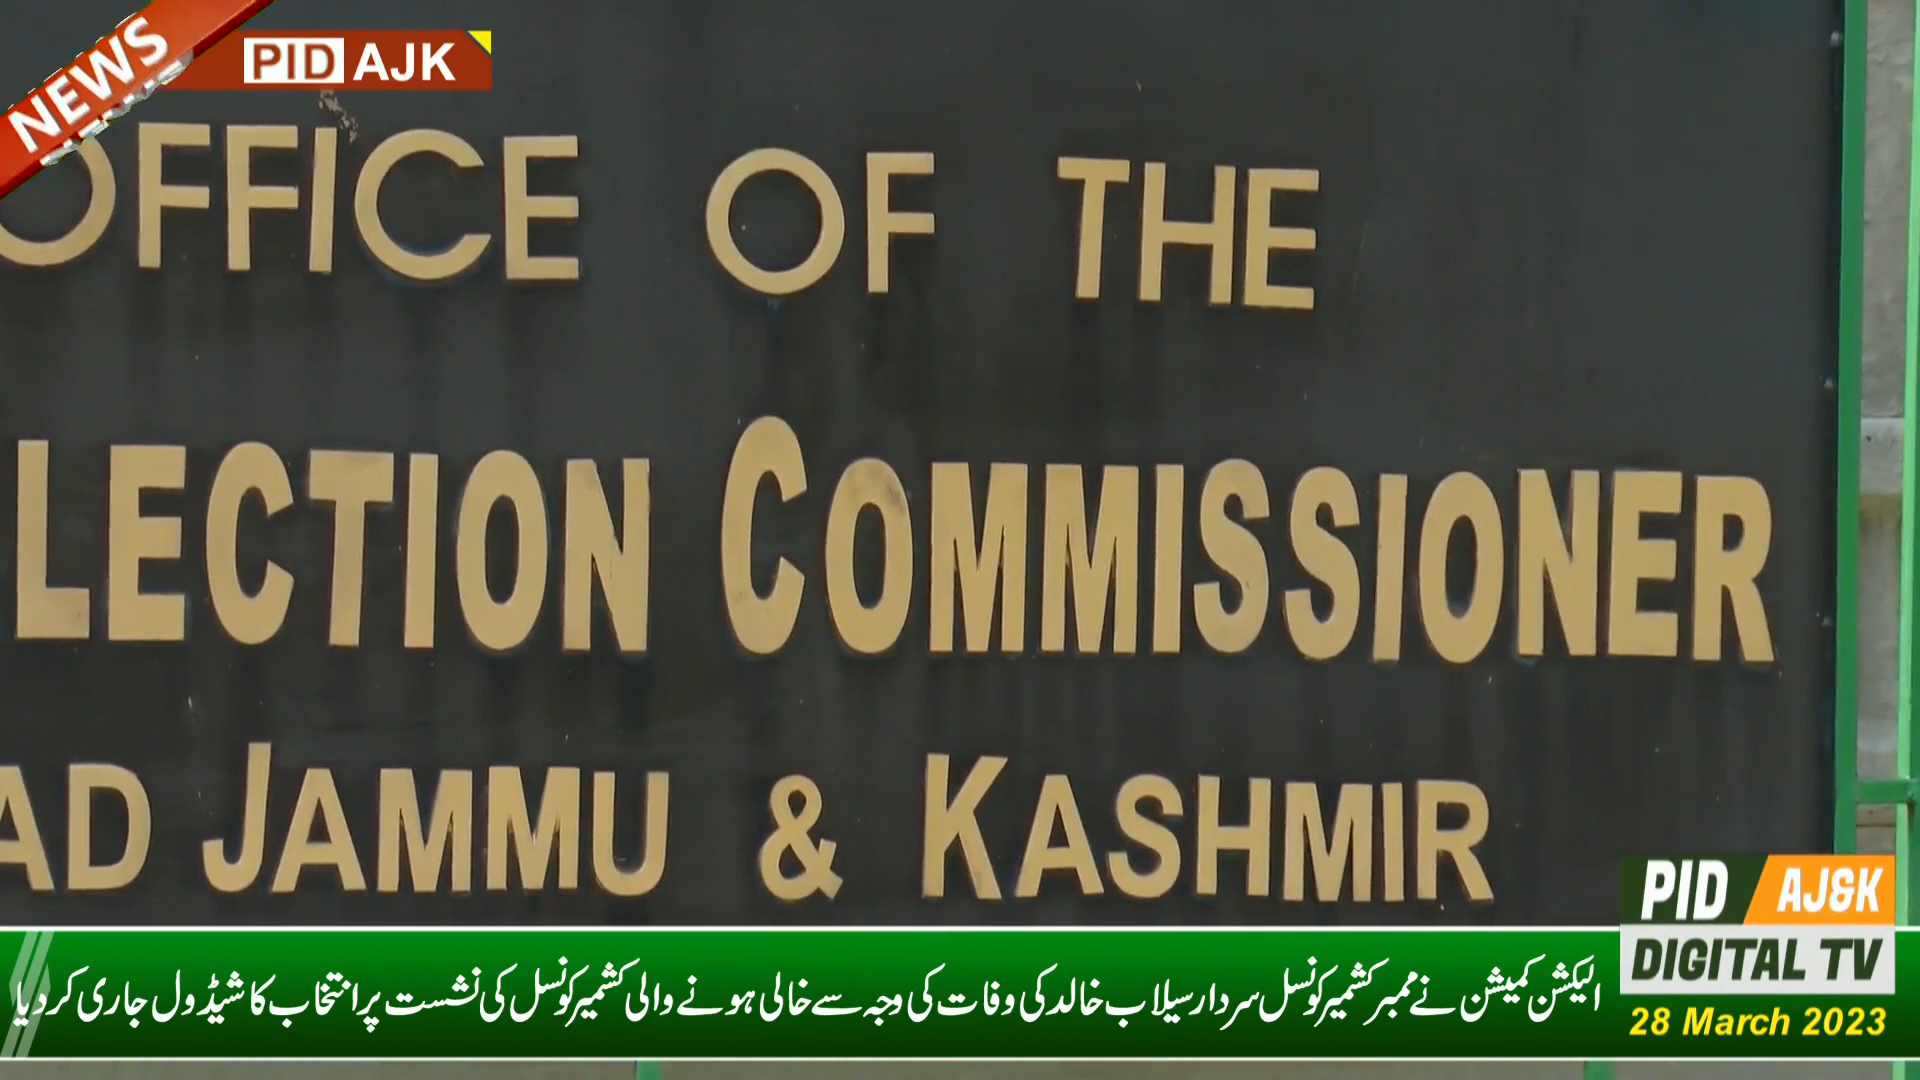 NEWS
PID AJK
OFFICE OF THE
LECTION COMMISSIONER
AD JAMMU & KASHMIR
PID AJ&K
DIGITAL TV
الیکشن کمیشن نے ممبر کشمیر کونسل سردار سیلاب خالد کی وفات کی وجہ سے خالی ہونے والی کشمیر کونسل کی نشست پر انتخاب کا شیڈول جاری کر دیا
28 March 2023